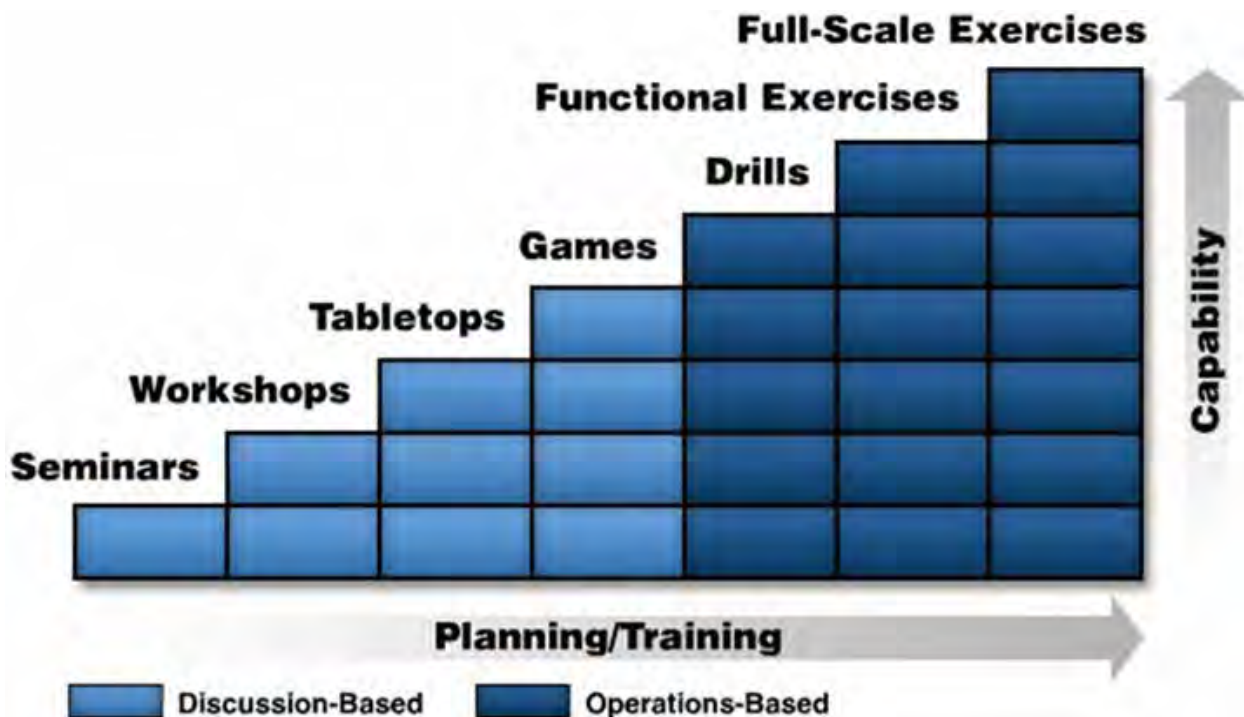 Full-Scale Exercises
Functional Exercises
Drills
Games
Tabletops
Workshops
Seminars
Capability
Planning/Training
Discussion-Based
Operations-Based